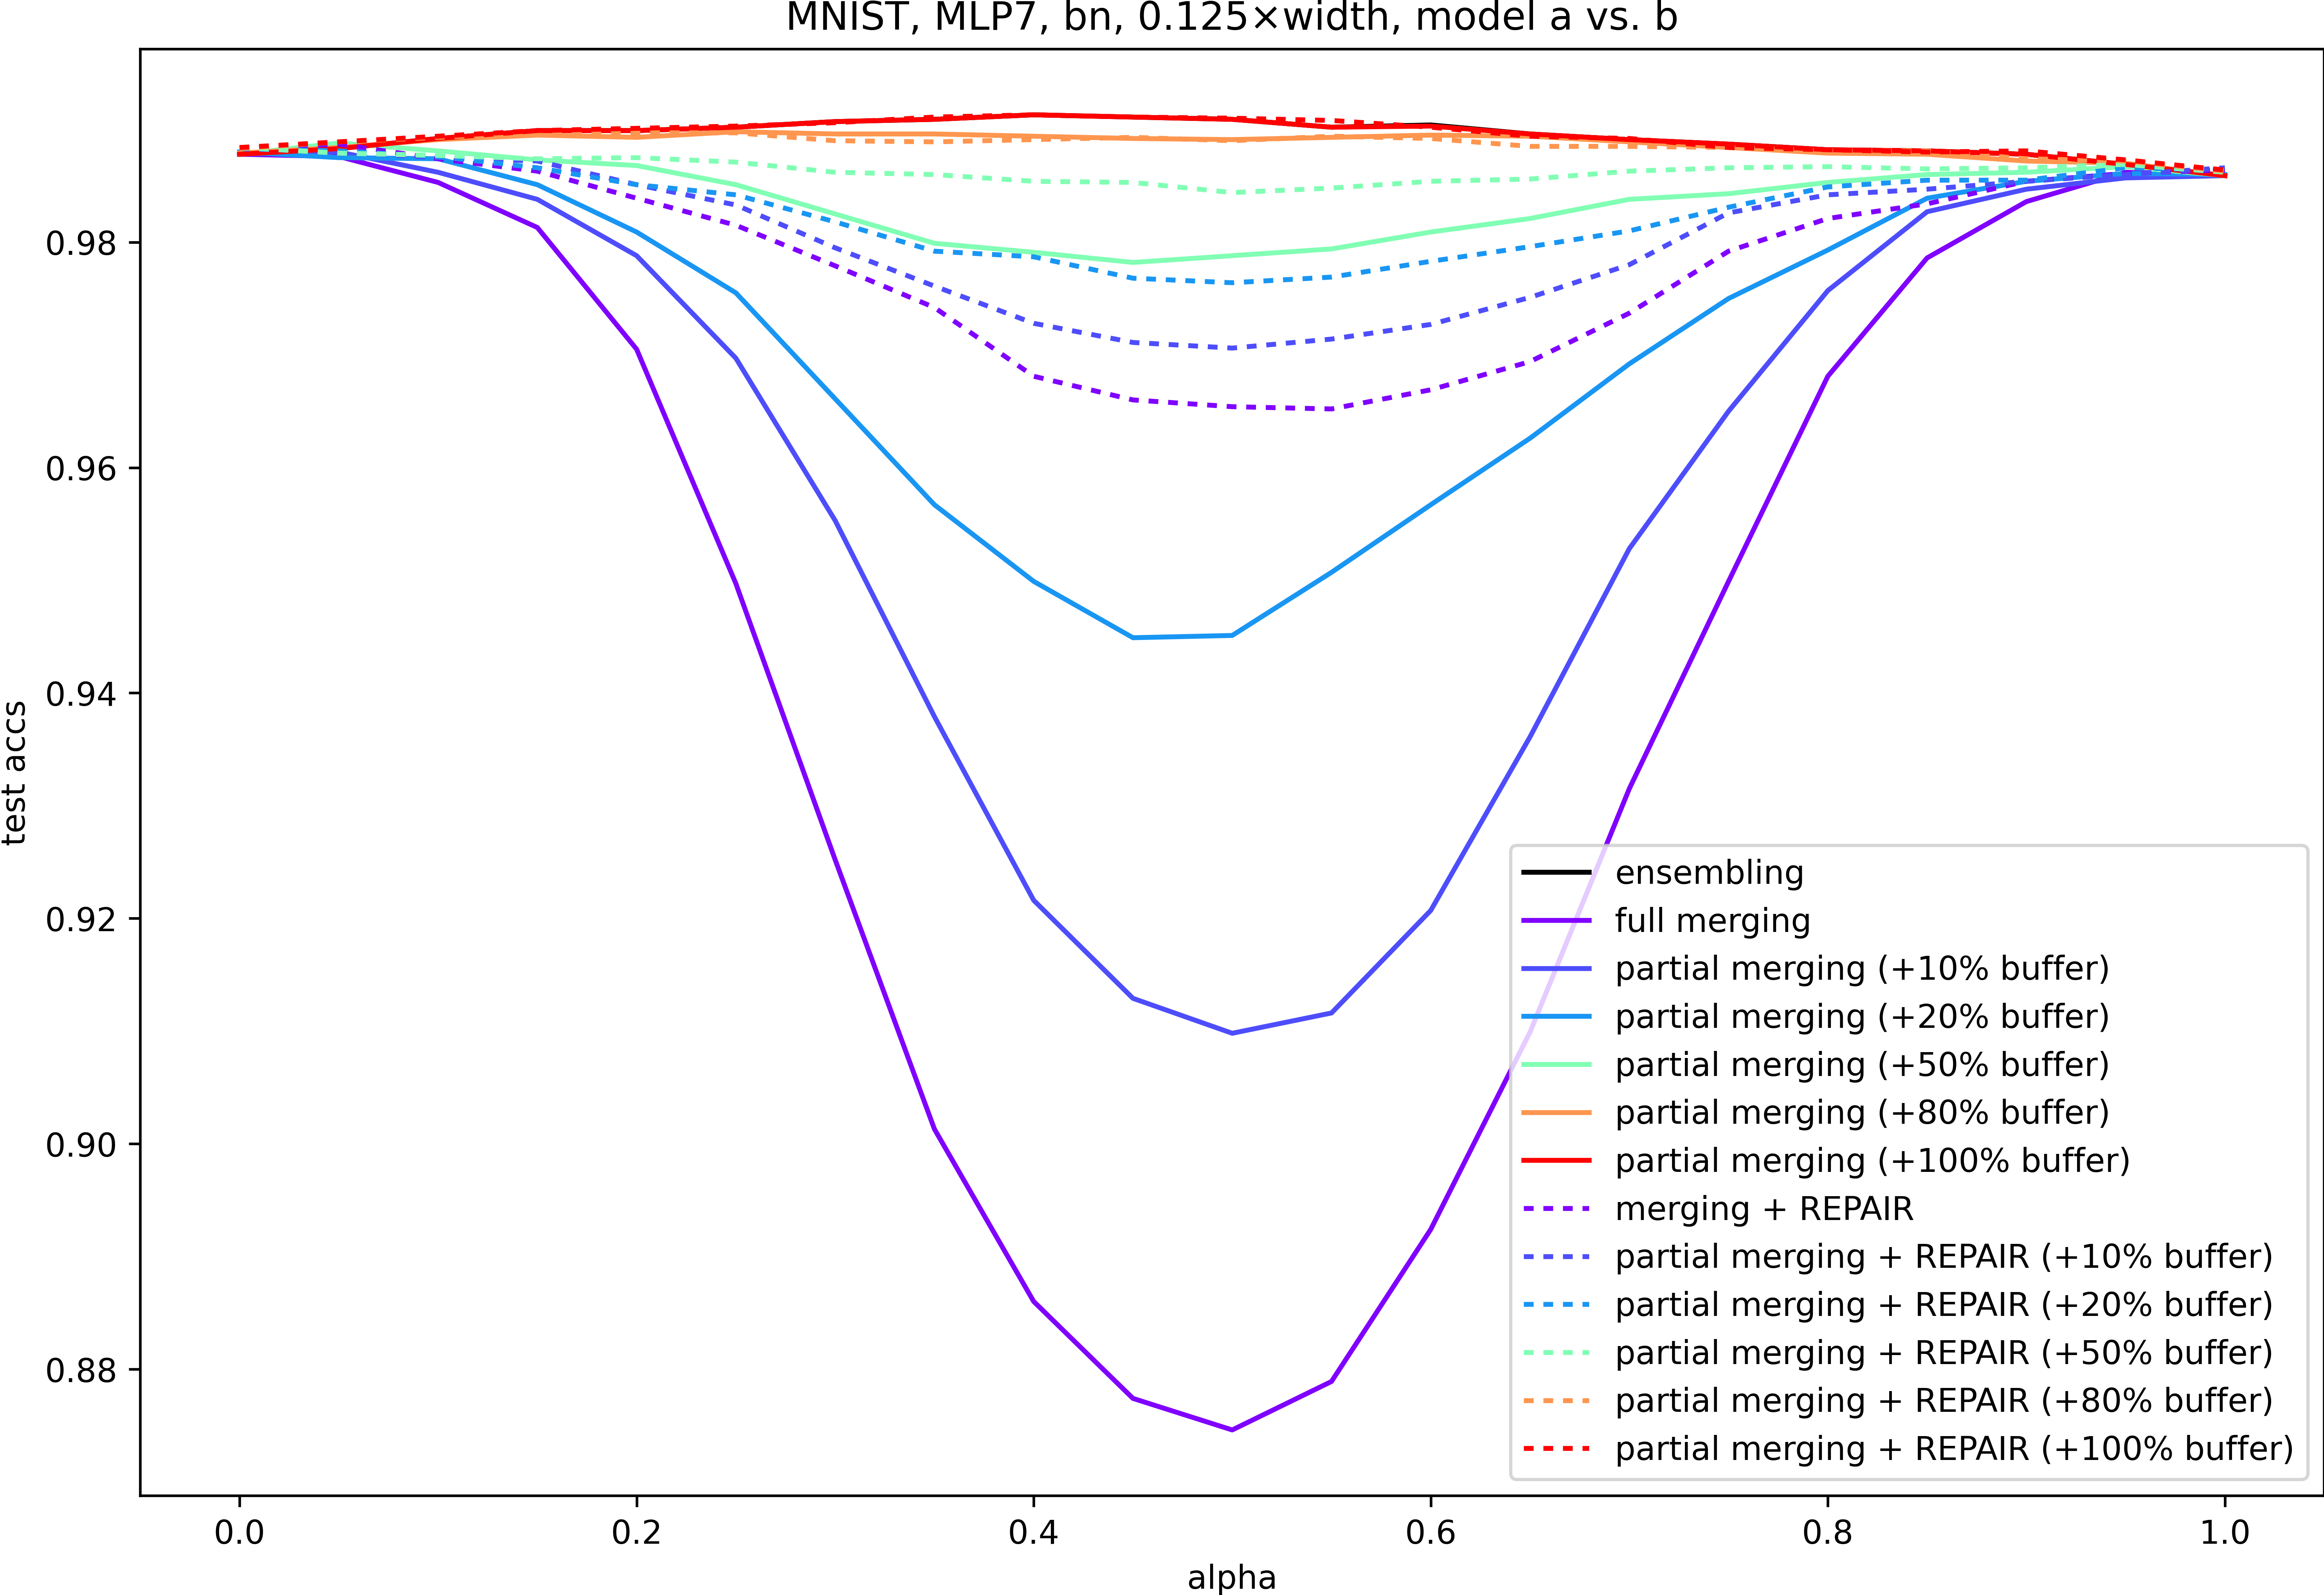 MNIST, MLP7, bn, 0.125×width, model a vs. b
0.98
0.96
0.94
0.92
0.90
0.88
test accs
0.0 0.2 0.4 0.6 0.8 1.0
alpha
ensembling
full merging
partial merging (+10% buffer)
partial merging (+20% buffer)
partial merging (+50% buffer)
partial merging (+80% buffer)
partial merging (+100% buffer)
merging + REPAIR
partial merging + REPAIR (+10% buffer)
partial merging + REPAIR (+20% buffer)
partial merging + REPAIR (+50% buffer)
partial merging + REPAIR (+80% buffer)
partial merging + REPAIR (+100% buffer)